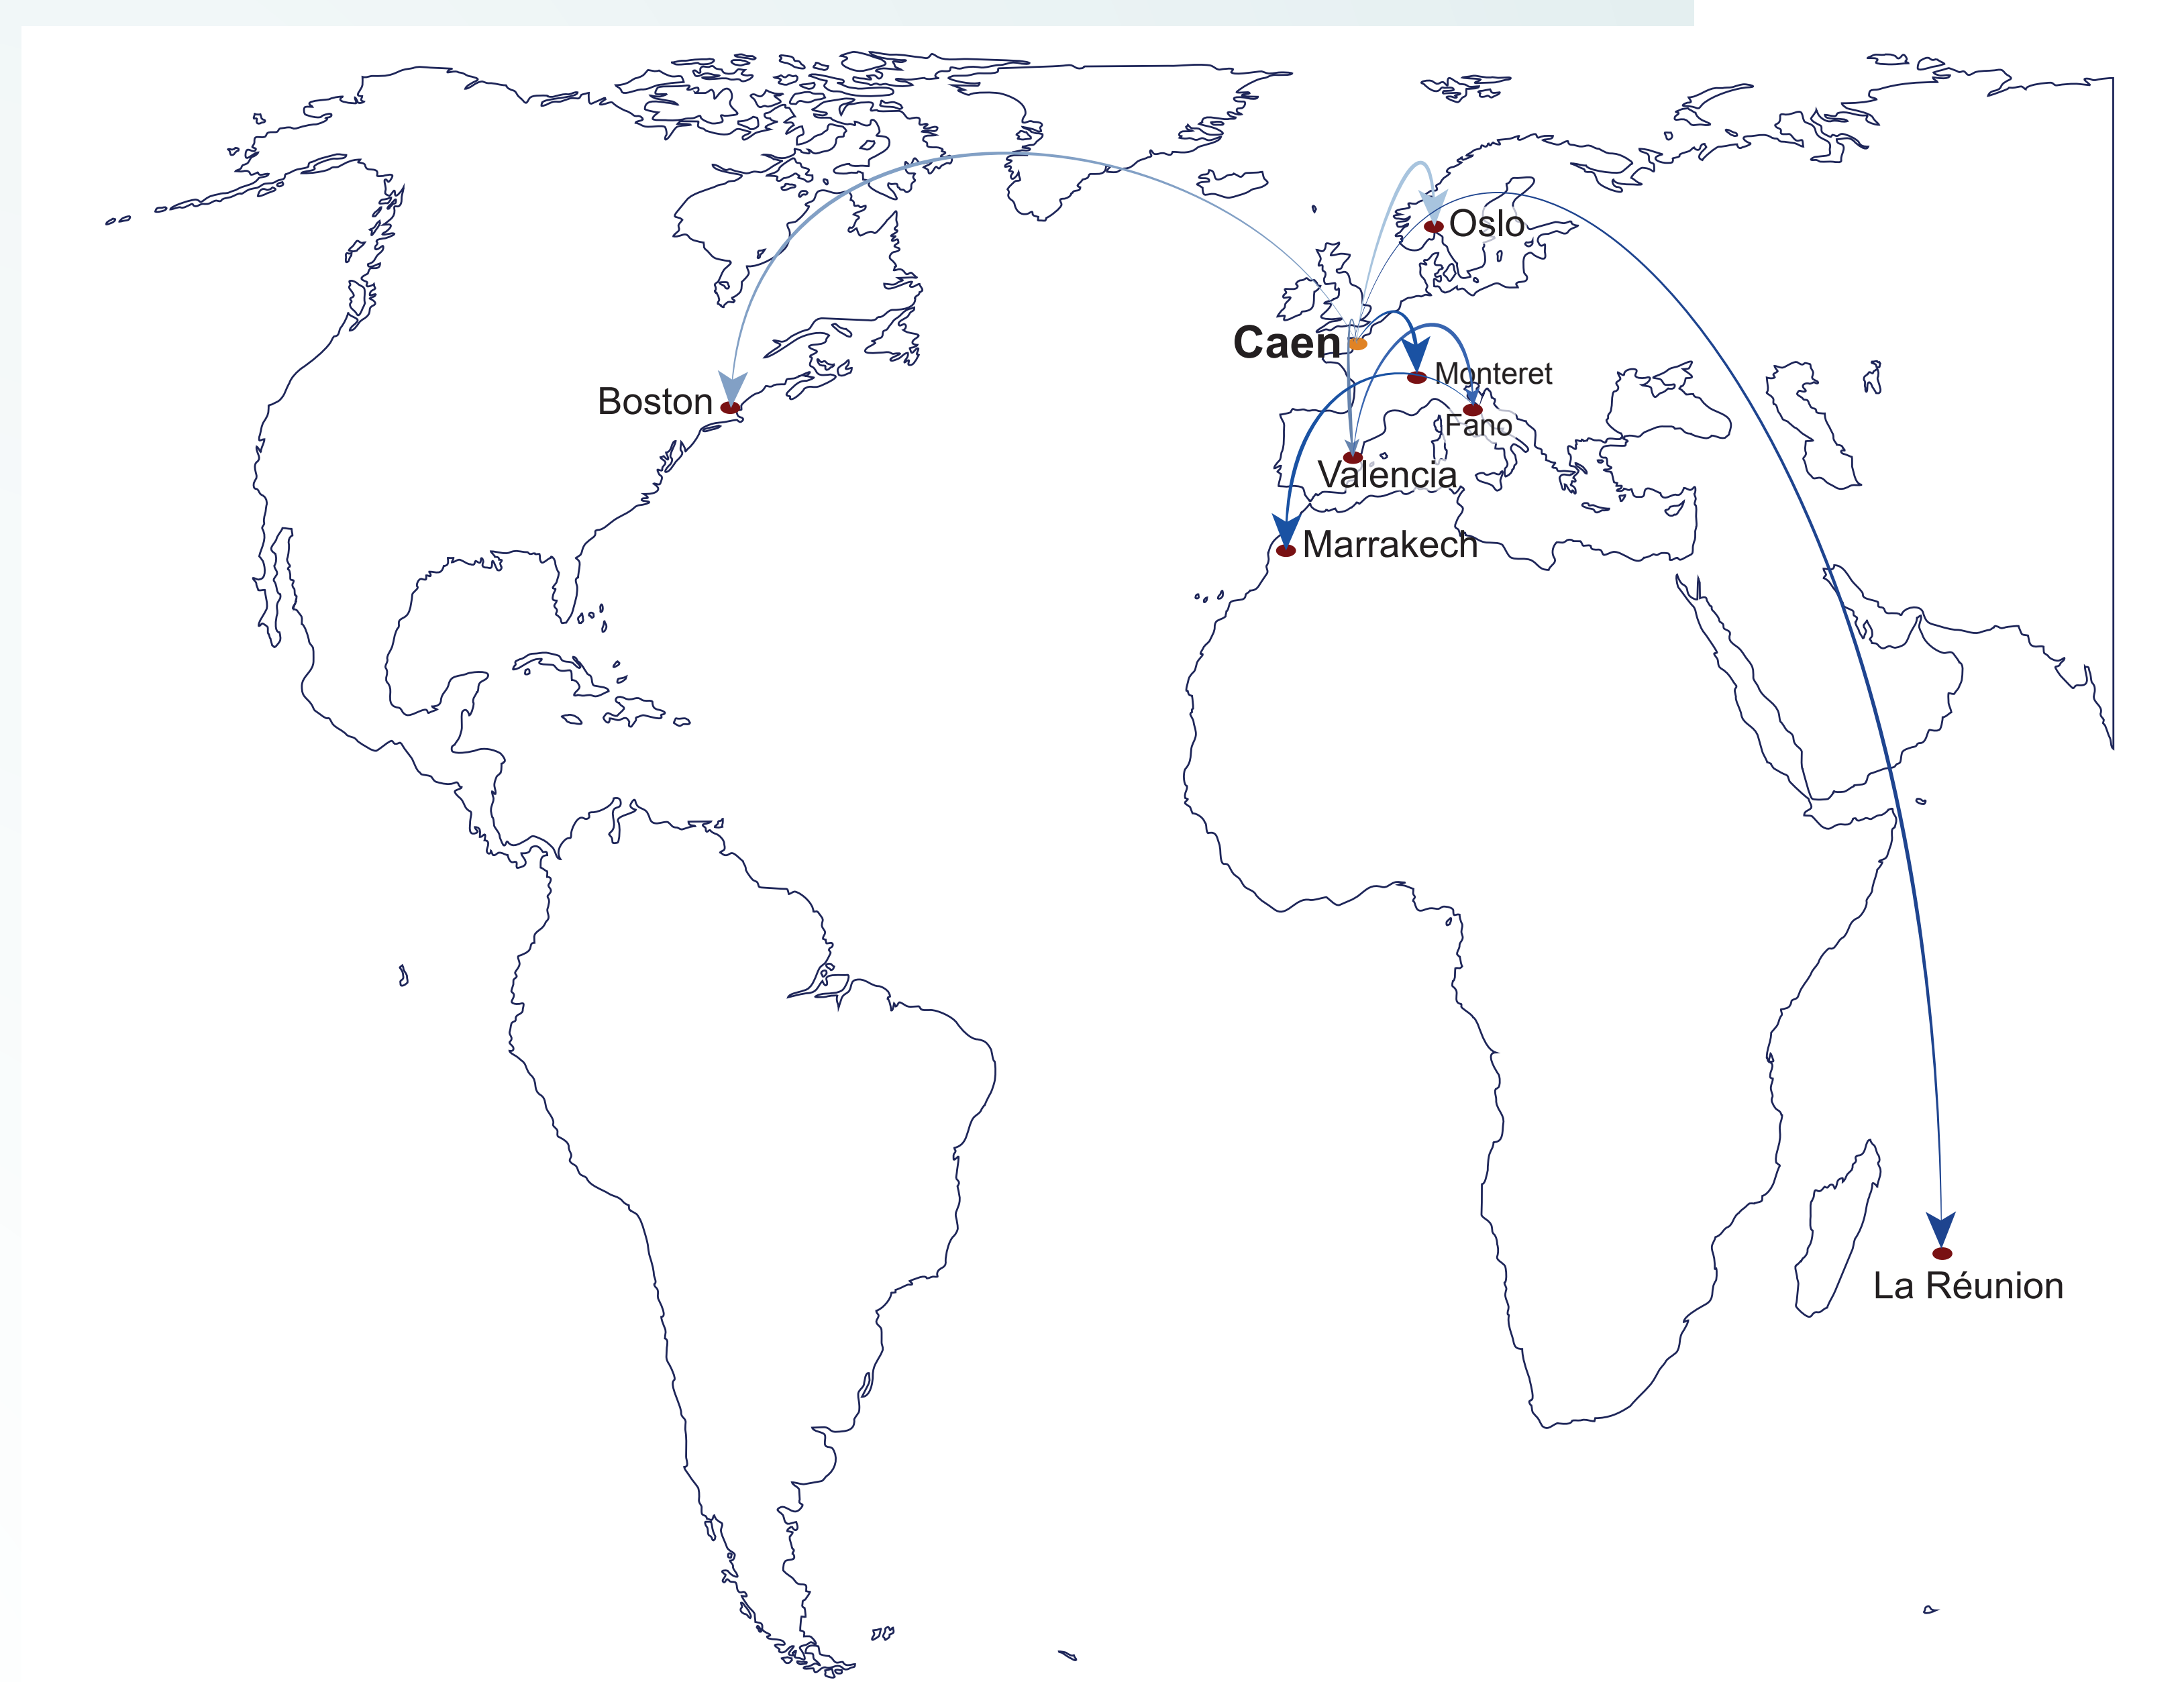 Oslo
Caen
Monteret
Boston
Fano
Valencia
Marrakech
La Réunion